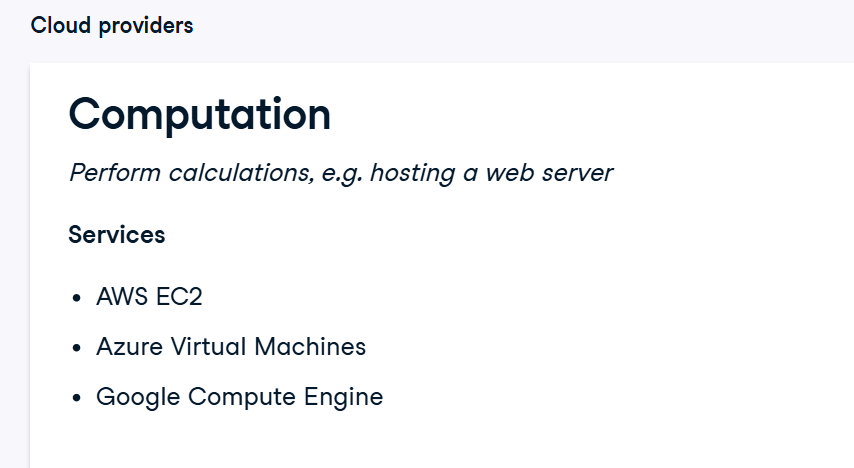 Cloud providers
Computation
Perform calculations, e.g. hosting a web server
Services
• AWS EC2
• Azure Virtual Machines
• Google Compute Engine